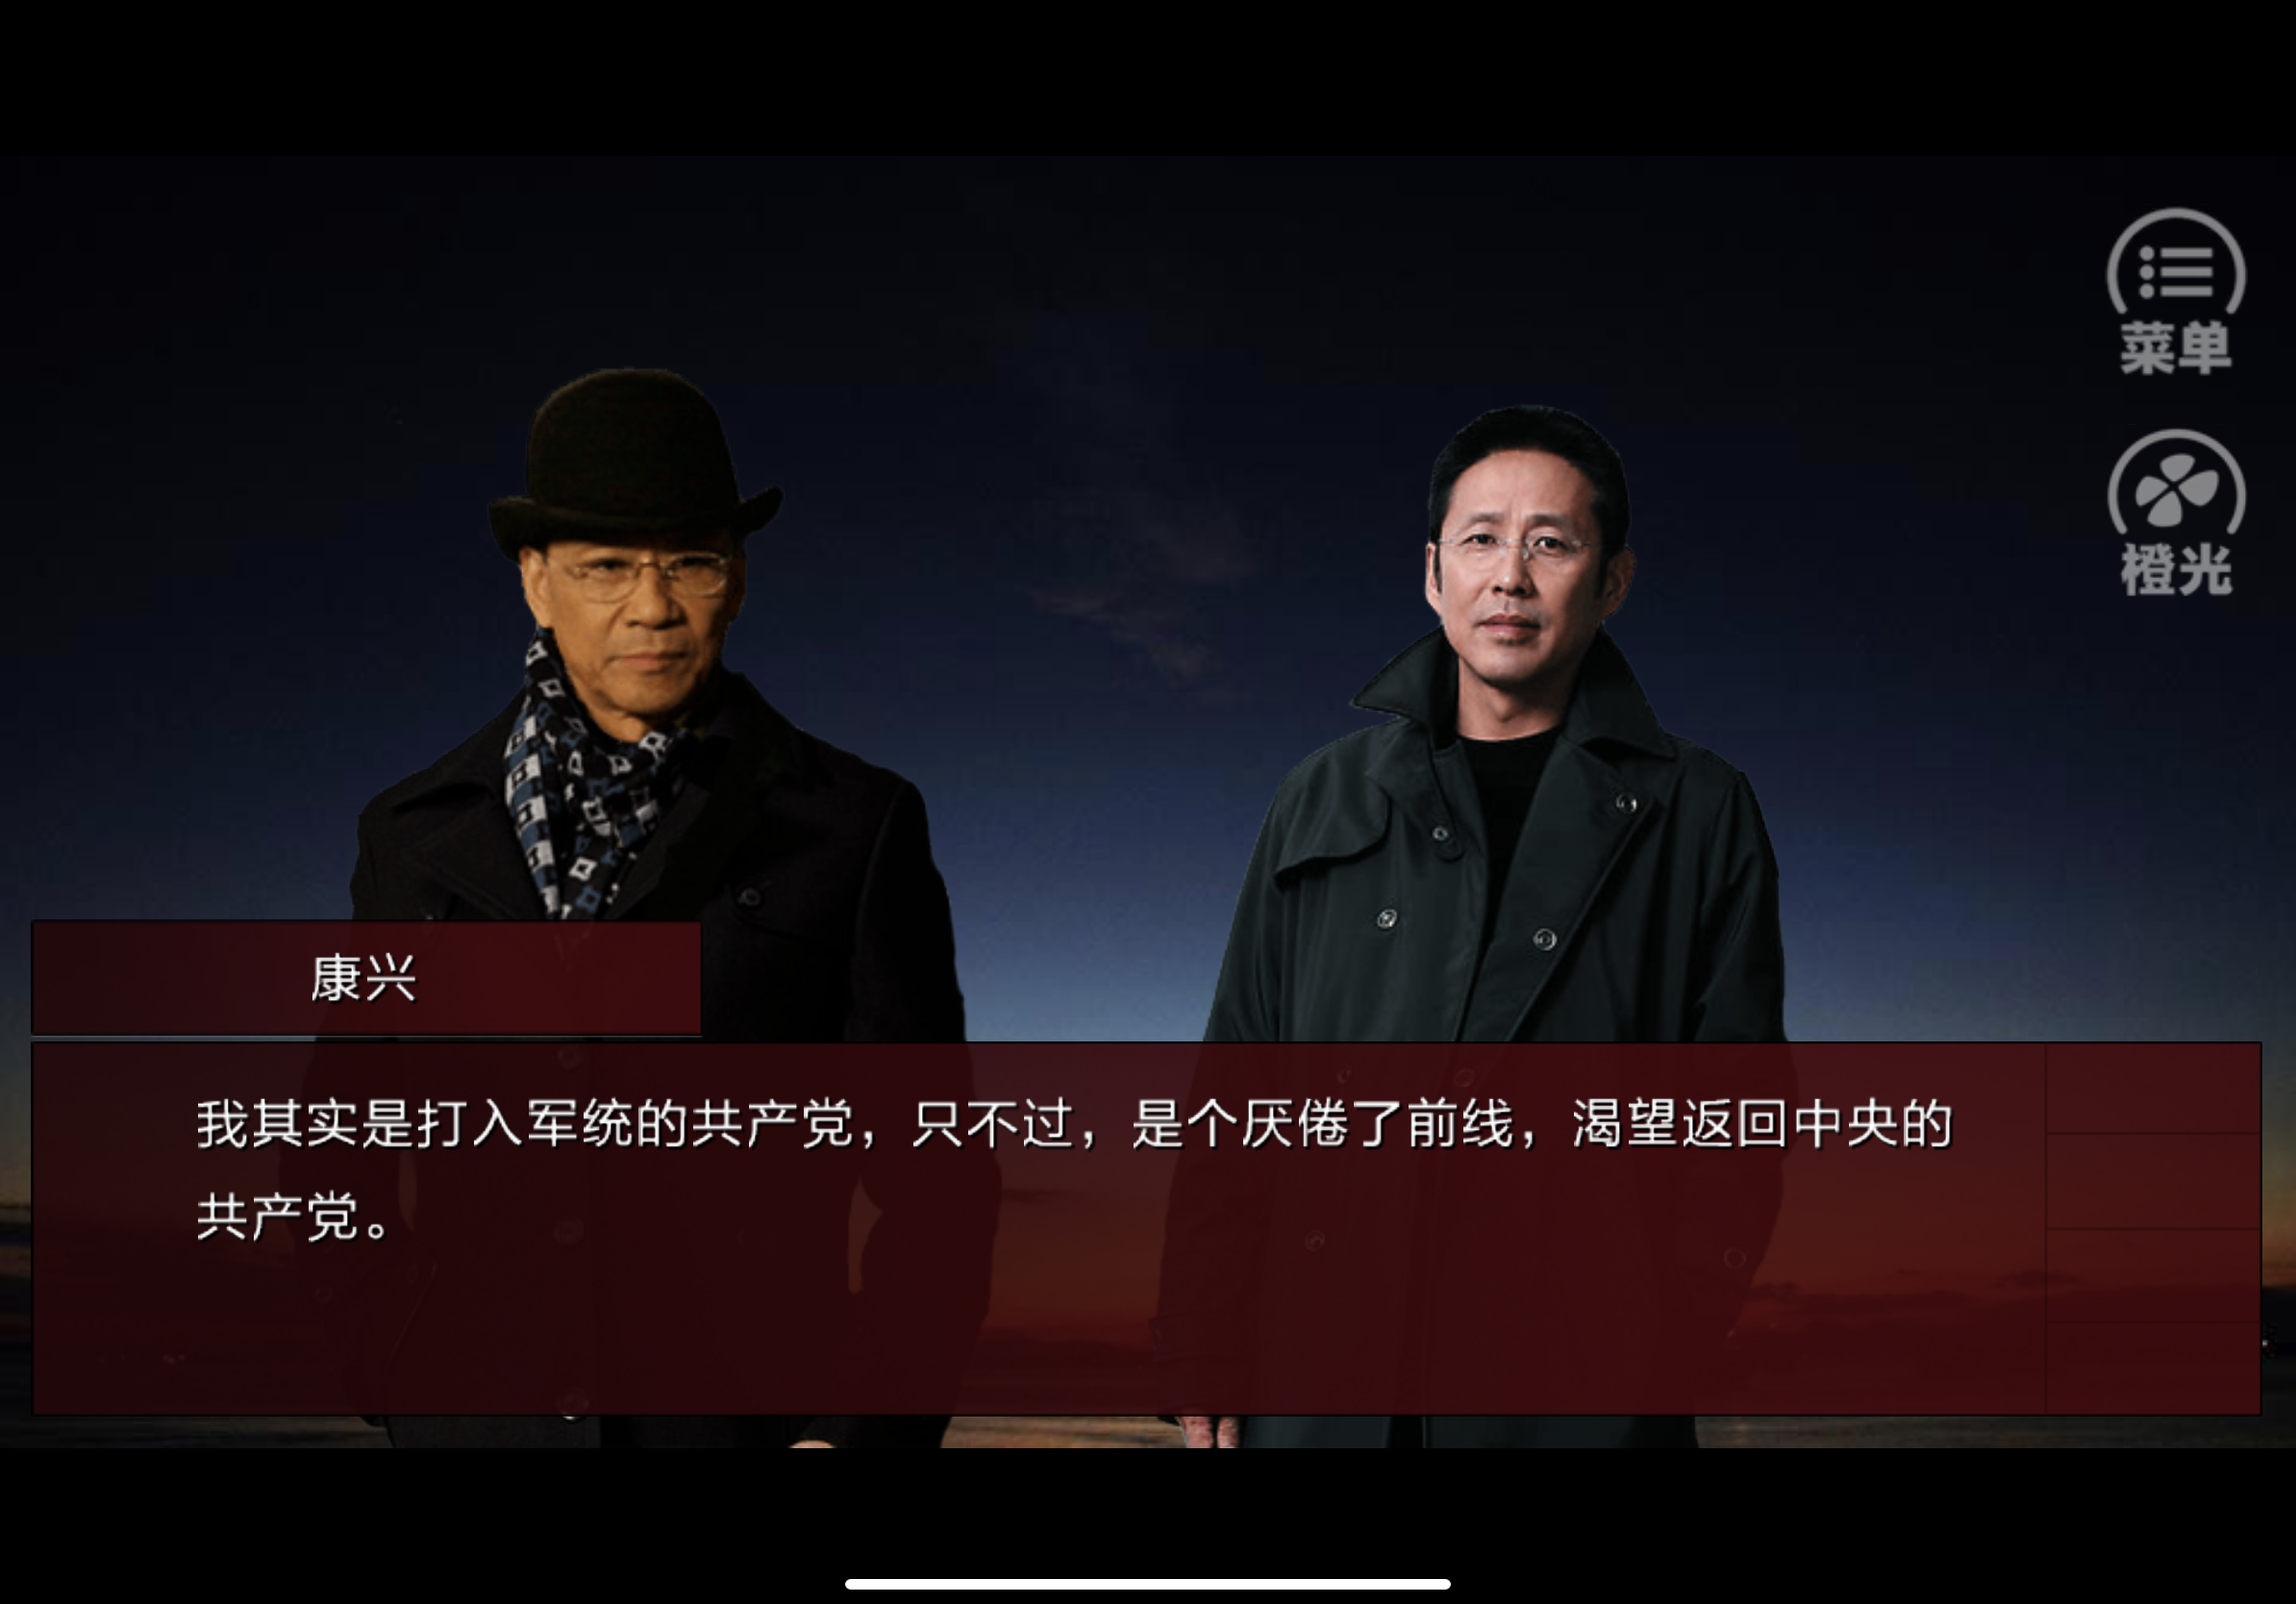 菜单
橙光
康兴
我其实是打入军统的共产党，只不过，是个厌倦了前线，渴望返回中央的
共产党。